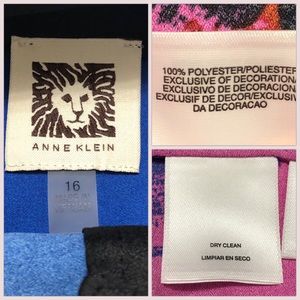 ANNE KLEIN
16
100% POLYESTER/POLIESTER
EXCLUSIVE OF DECORATION
EXCLUSIVO DE DECORACION
EXCLUSIF DE DECOR/EXCLUSIV
DA DECORACAO
DRY CLEAN
LIMPIAR EN SECO